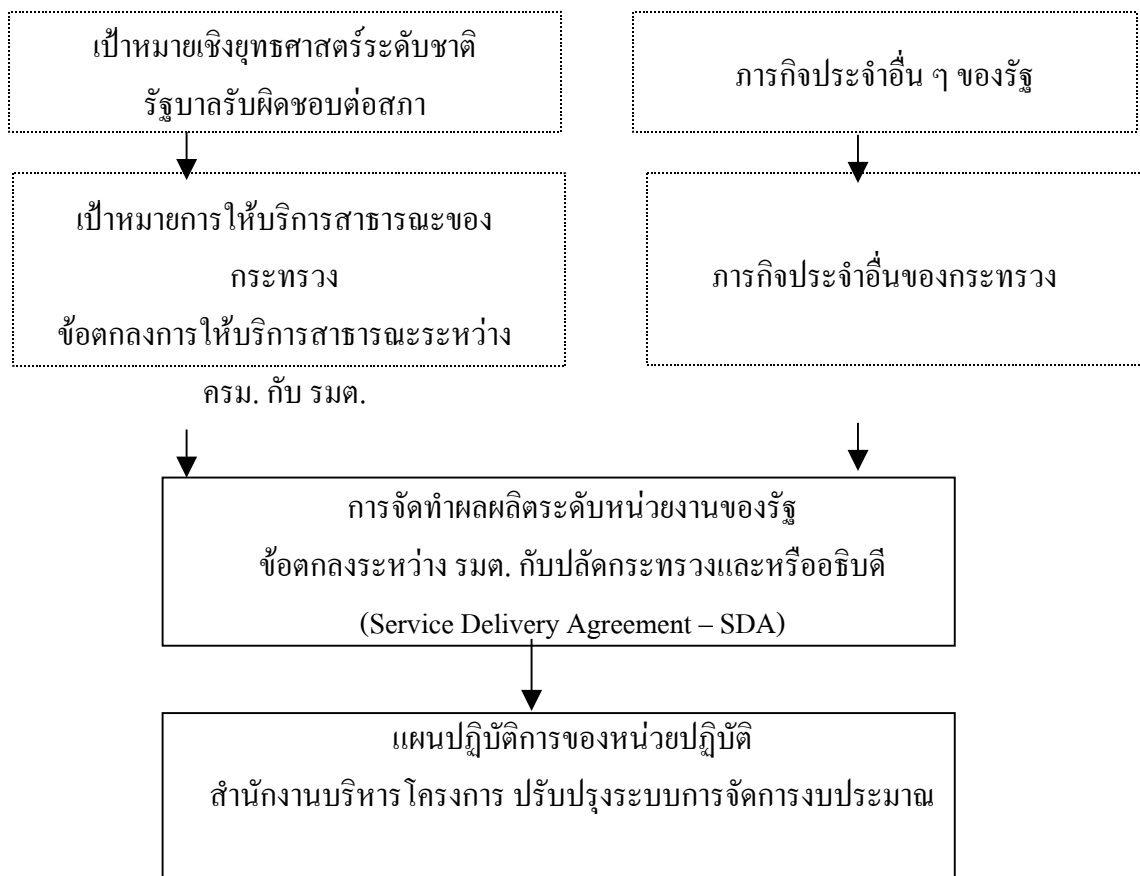 เป้าหมายเชิงยุทธศาสตร์ระดับชาติ
รัฐบาลรับผิดชอบต่อสภา
ภารกิจประจำอื่น ๆ ของรัฐ
เป้าหมายการให้บริการสาธารณะของ
กระทรวง
ข้อตกลงการให้บริการสาธารณะระหว่าง
ครม. กับ รมต.
ภารกิจประจำอื่นของกระทรวง
การจัดทำผลผลิตระดับหน่วยงานของรัฐ
ข้อตกลงระหว่าง รมต. กับปลัดกระทรวงและหรืออธิบดี
(Service Delivery Agreement – SDA)
แผนปฏิบัติการของหน่วยปฏิบัติ
สำนักงานบริหารโครงการ ปรับปรุงระบบการจัดการงบประมาณ